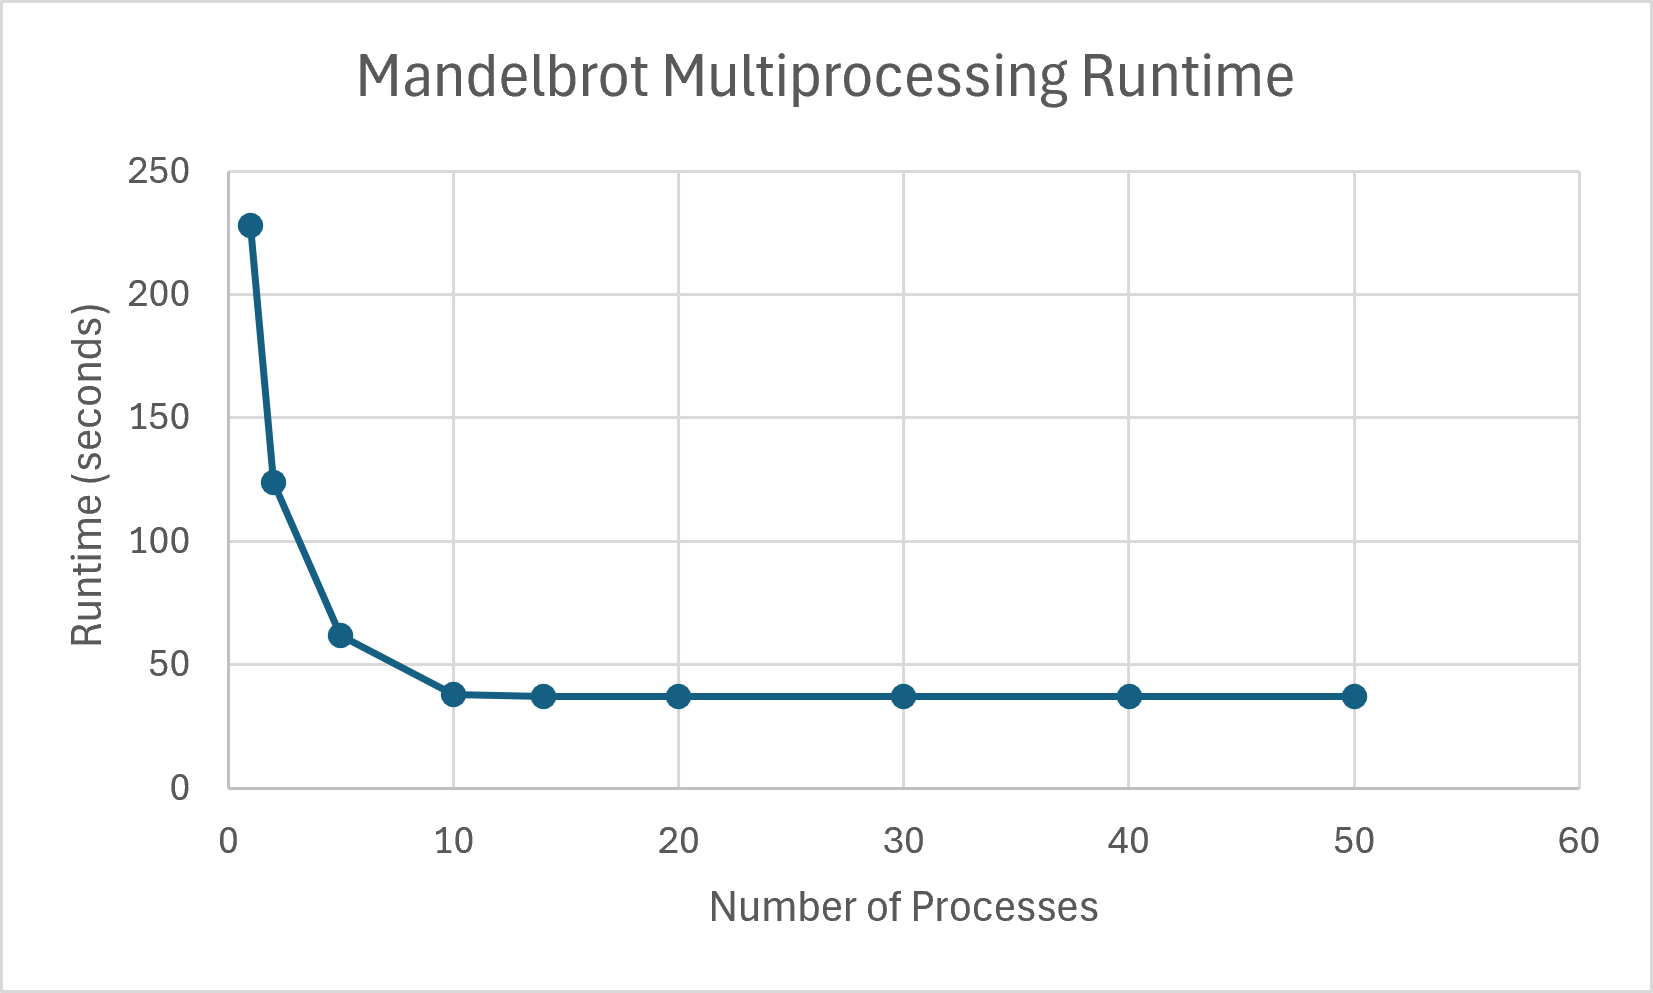 Mandelbrot Multiprocessing Runtime
250
200
150
100
50
0
Runtime (seconds)
0 10 20 30 40 50 60
Number of Processes